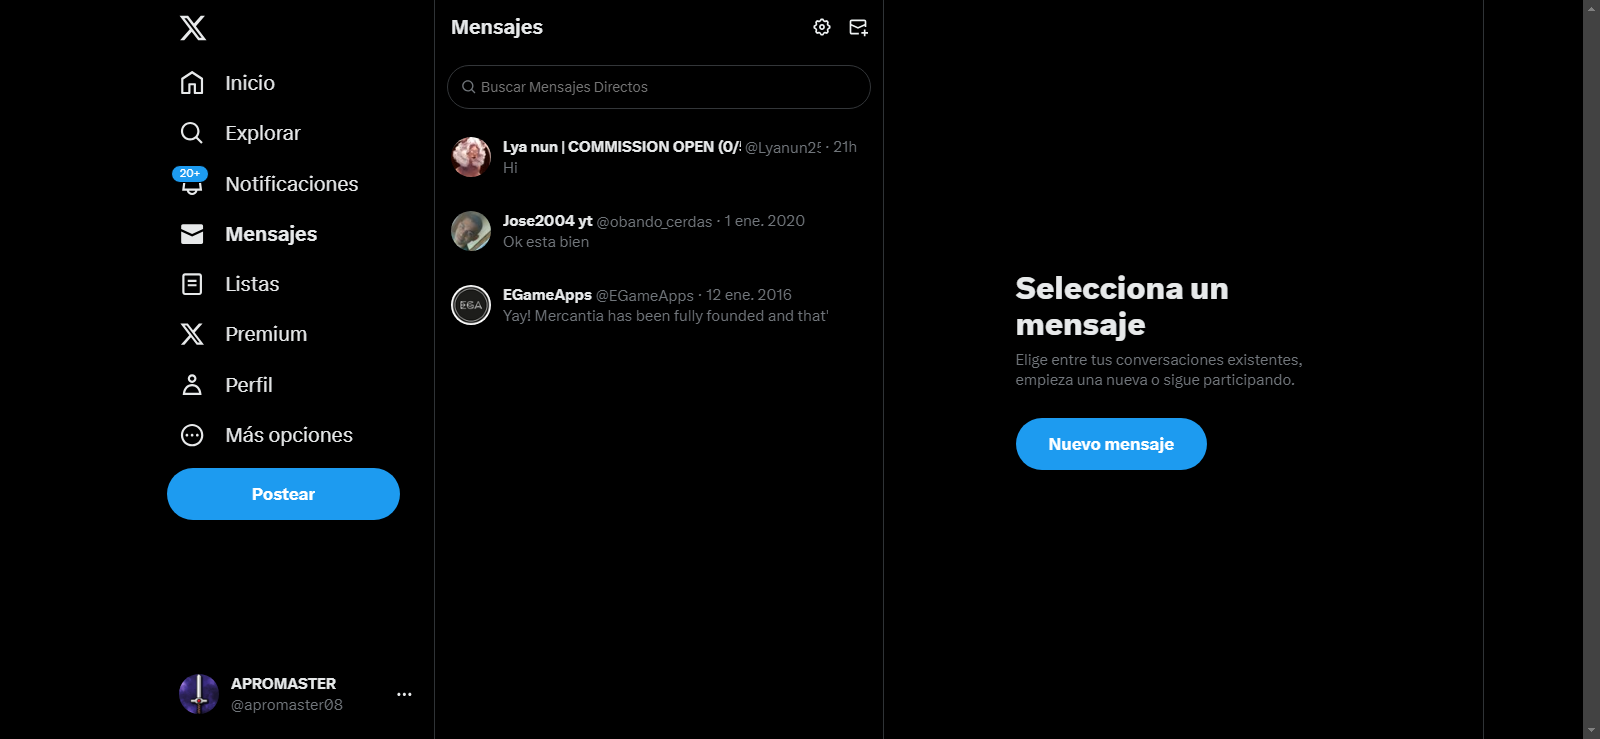 Inicio
Explorar
20+
Notificaciones
Mensajes
Listas
Premium
Perfil
Más opciones
Postear
APROMASTER
@apromaster08
Mensajes
Buscar Mensajes Directos
Lya nun | COMMISSION OPEN (0/ @Lyanun25 · 21h
Hi
Jose2004 yt @obando_cerdas · 1 ene. 2020
Ok esta bien
EGA
EGameApps @EGameApps · 12 ene. 2016
Yay! Mercantia has been fully founded and that'
Selecciona un
mensaje
Elige entre tus conversaciones existentes,
empieza una nueva o sigue participando.
Nuevo mensaje